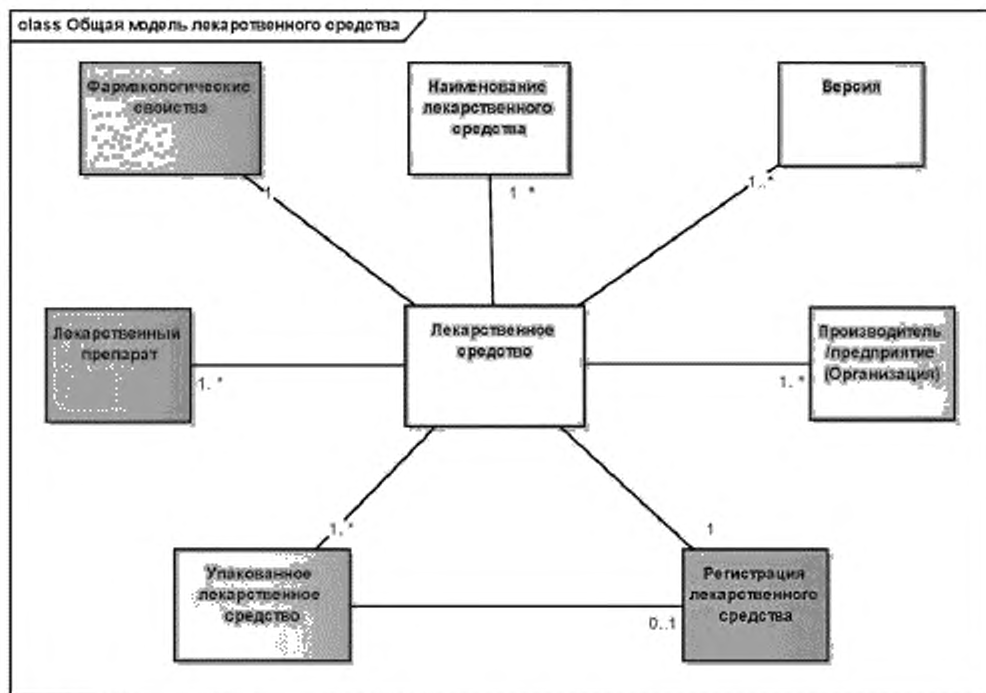 class Общая модель лекарственного средства
Фармакологические
свойства
Наименование
лекарственного
средства
Версия
1
1..*
1..*
Лекарственный
препарат
Лекарственное
средство
Производитель
/предприятие
(Организация)
1..*
1..*
1..*
1
Упакованное
лекарственное
средство
Регистрация
лекарственного
средства
0..1